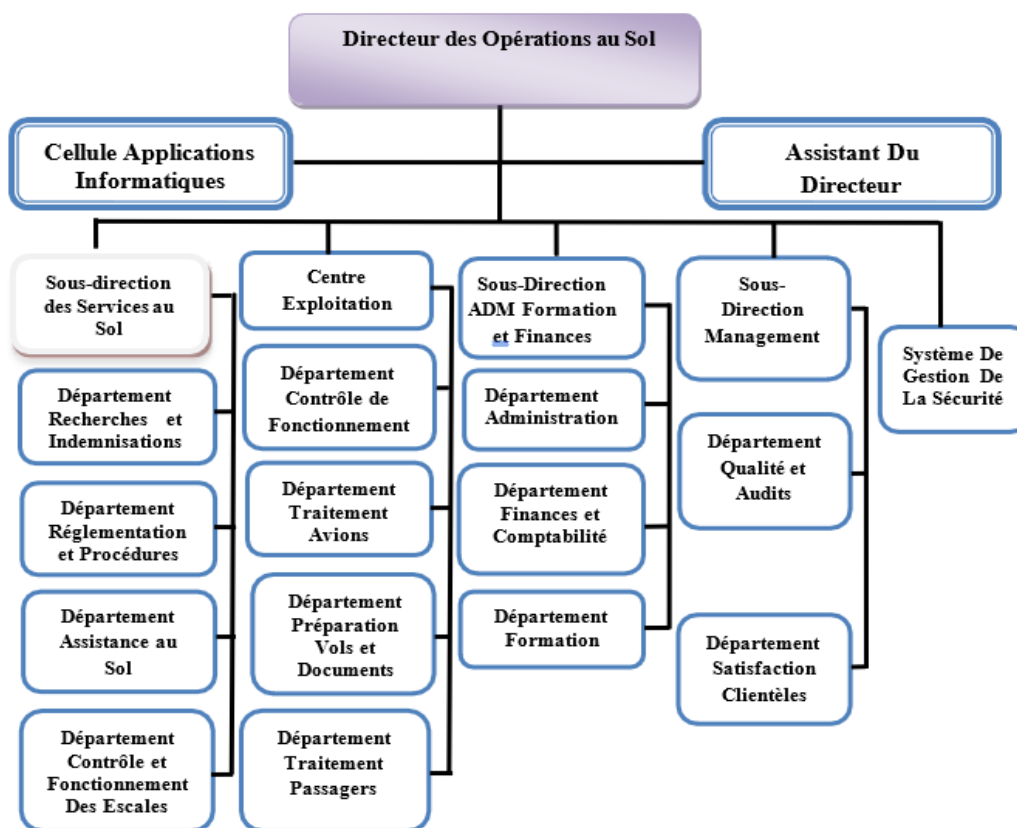 Directeur des Opérations au Sol
Cellule Applications
Informatiques
Assistant Du
Directeur
Sous-direction
des Services au
Sol
Département
Recherches et
Indemnisations
Département
Réglementation
et Procédures
Département
Assistance au
Sol
Département
Contrôle et
Fonctionnement
Des Escales
Centre
Exploitation
Département
Contrôle de
Fonctionnement
Département
Traitement
Avions
Département
Préparation
Vols et
Documents
Département
Traitement
Passagers
Sous-Direction
ADM Formation
et Finances
Département
Administration
Département
Finances et
Comptabilité
Département
Formation
Sous-
Direction
Management
Département
Qualité et
Audits
Département
Satisfaction
Clientèles
Système De
Gestion De
La Sécurité